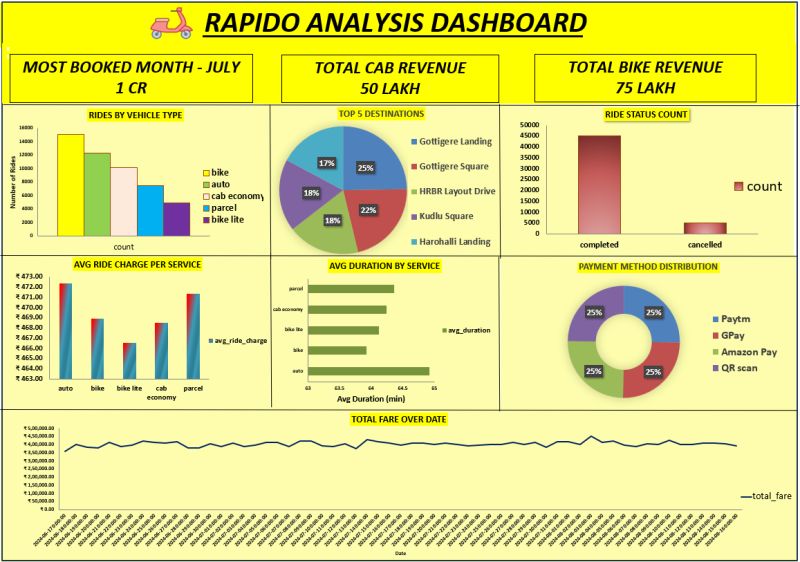 RAPIDO ANALYSIS DASHBOARD
MOST BOOKED MONTH - JULY
1 CR
TOTAL CAB REVENUE
50 LAKH
TOTAL BIKE REVENUE
75 LAKH
RIDES BY VEHICLE TYPE
Number of Rides
16000
14000
12000
10000
8000
6000
4000
2000
0
count
bike
auto
cab economy
parcel
bike lite
TOP 5 DESTINATIONS
25%
22%
18%
18%
17%
Gottigere Landing
Gottigere Square
HRBR Layout Drive
Kudlu Square
Harohalli Landing
RIDE STATUS COUNT
50000
45000
40000
35000
30000
25000
20000
15000
10000
5000
0
completed
cancelled
count
AVG RIDE CHARGE PER SERVICE
₹ 473.00
₹ 472.00
₹ 471.00
₹ 470.00
₹ 469.00
₹ 468.00
₹ 467.00
₹ 466.00
₹ 465.00
₹ 464.00
₹ 463.00
auto
bike
bike lite
cab
economy
parcel
avg_ride_charge
AVG DURATION BY SERVICE
parcel
cab economy
bike lite
bike
auto
63
63.5
64
64.5
65
Avg Duration (min)
avg_duration
PAYMENT METHOD DISTRIBUTION
25%
25%
25%
25%
Paytm
GPay
Amazon Pay
QR scan
TOTAL FARE OVER DATE
₹ 5,00,000.00
₹ 4,50,000.00
₹ 4,00,000.00
₹ 3,50,000.00
₹ 3,00,000.00
₹ 2,50,000.00
₹ 2,00,000.00
₹ 1,50,000.00
₹ 1,00,000.00
₹ 50,000.00
₹ 0.00
Date
total_fare